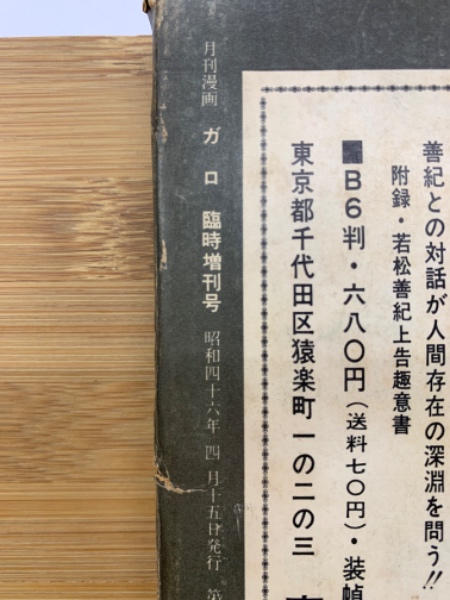 善紀との対話が人間存在の深淵を問う!!
附録・若松善紀上告趣意書
■B6判・六八〇円(送料七〇円)・装幀
東京都千代田区猿楽町一の二の三
月刊漫画 ガロ 臨時増刊号 昭和四十六年 四月十五日発行 第